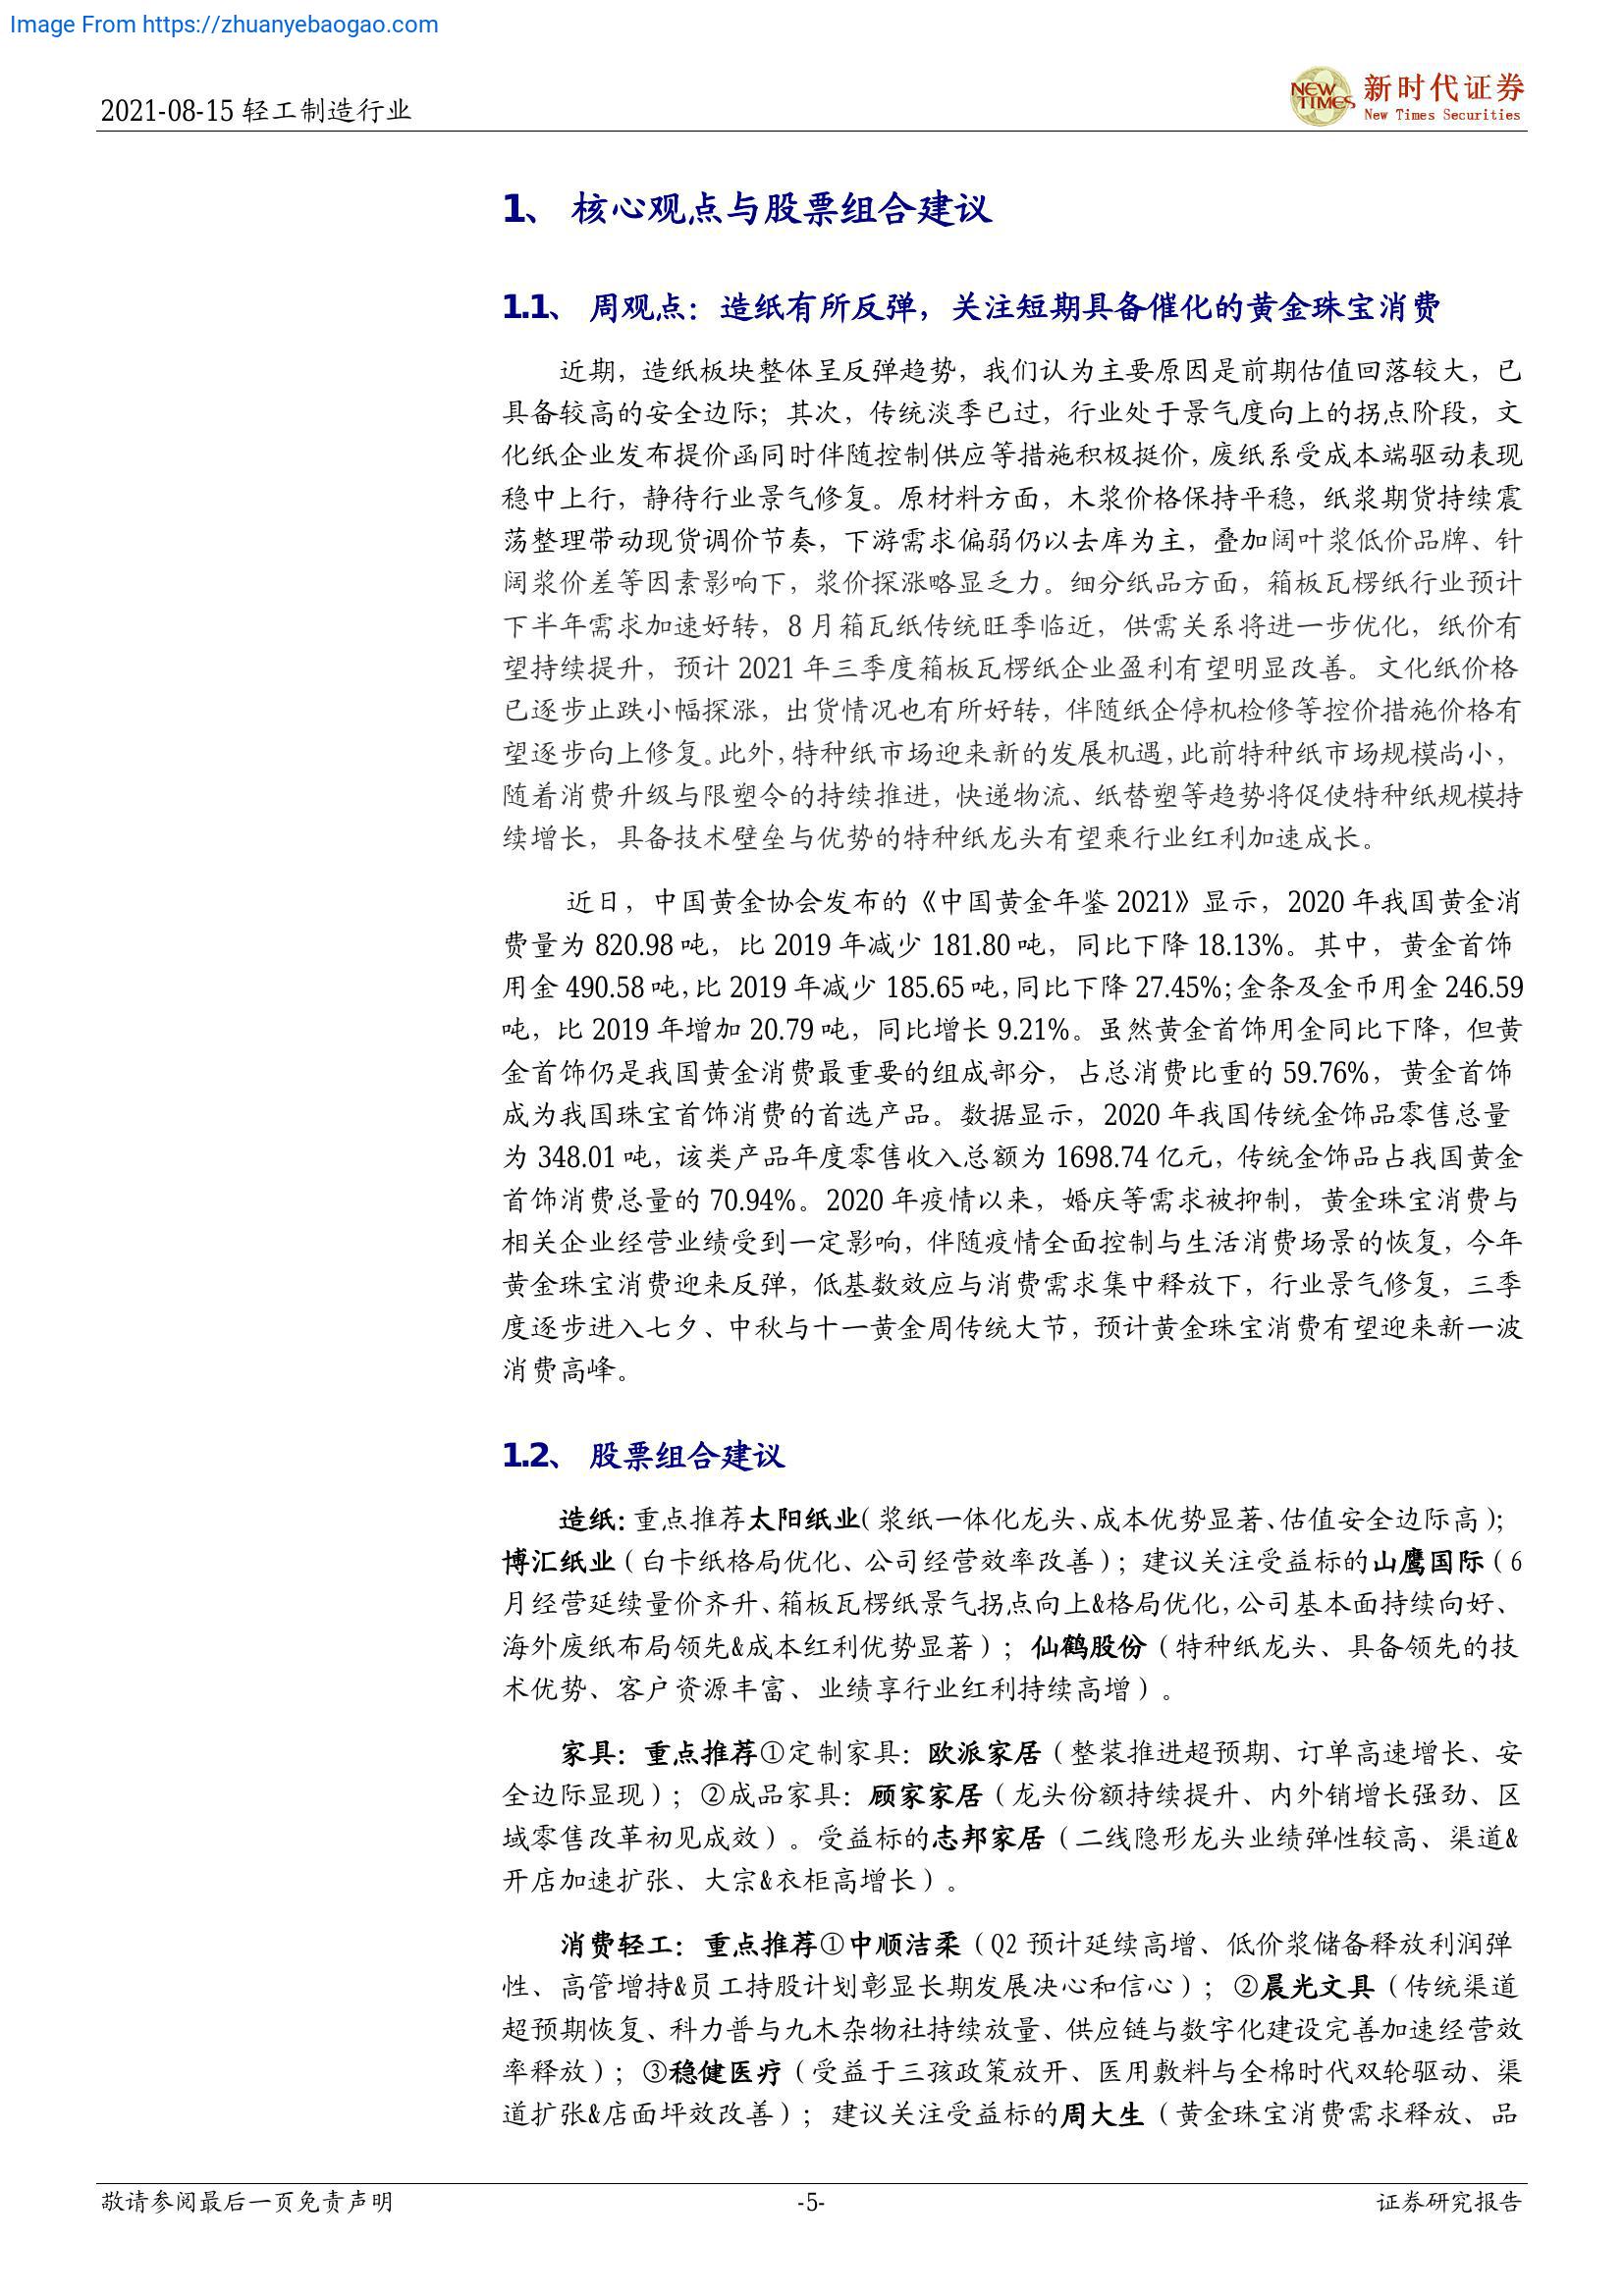 Image From https://zhuanyebaogao.com
2021-08-15 轻工制造行业
NEW TIMES
新时代证券
New Times Securities
1、 核心观点与股票组合建议
1.1、 周观点：造纸有所反弹，关注短期具备催化的黄金珠宝消费
近期，造纸板块整体呈反弹趋势，我们认为主要原因是前期估值回落较大，已
具备较高的安全边际；其次，传统淡季已过，行业处于景气度向上的拐点阶段，文
化纸企业发布提价函同时伴随控制供应等措施积极挺价，废纸系受成本端驱动表现
稳中上行，静待行业景气修复。原材料方面，木浆价格保持平稳，纸浆期货持续震
荡整理带动现货调价节奏，下游需求偏弱仍以去库为主，叠加阔叶浆低价品牌、针
阔浆价差等因素影响下，浆价探涨略显乏力。细分纸品方面，箱板瓦楞纸行业预计
下半年需求加速好转，8 月箱瓦纸传统旺季临近，供需关系将进一步优化，纸价有
望持续提升，预计 2021 年三季度箱板瓦楞纸企业盈利有望明显改善。文化纸价格
已逐步止跌小幅探涨，出货情况也有所好转，伴随纸企停机检修等控价措施价格有
望逐步向上修复。此外，特种纸市场迎来新的发展机遇，此前特种纸市场规模尚小，
随着消费升级与限塑令的持续推进，快递物流、纸替塑等趋势将促使特种纸规模持
续增长，具备技术壁垒与优势的特种纸龙头有望乘行业红利加速成长。
近日，中国黄金协会发布的《中国黄金年鉴 2021》显示，2020 年我国黄金消
费量为 820.98 吨，比 2019 年减少 181.80 吨，同比下降 18.13%。其中，黄金首饰
用金 490.58 吨，比 2019 年减少 185.65 吨，同比下降 27.45%；金条及金币用金 246.59
吨，比 2019 年增加 20.79 吨，同比增长 9.21%。虽然黄金首饰用金同比下降，但黄
金首饰仍是我国黄金消费最重要的组成部分，占总消费比重的 59.76%，黄金首饰
成为我国珠宝首饰消费的首选产品。数据显示，2020 年我国传统金饰品零售总量
为 348.01 吨，该类产品年度零售收入总额为 1698.74 亿元，传统金饰品占我国黄金
首饰消费总量的 70.94%。2020 年疫情以来，婚庆等需求被抑制，黄金珠宝消费与
相关企业经营业绩受到一定影响，伴随疫情全面控制与生活消费场景的恢复，今年
黄金珠宝消费迎来反弹，低基数效应与消费需求集中释放下，行业景气修复，三季
度逐步进入七夕、中秋与十一黄金周传统大节，预计黄金珠宝消费有望迎来新一波
消费高峰。
1.2、 股票组合建议
造纸：重点推荐太阳纸业（浆纸一体化龙头、成本优势显著、估值安全边际高）；
博汇纸业（白卡纸格局优化、公司经营效率改善）；建议关注受益标的山鹰国际（6
月经营延续量价齐升、箱板瓦楞纸景气拐点向上&格局优化，公司基本面持续向好、
海外废纸布局领先&成本红利优势显著）；仙鹤股份（特种纸龙头、具备领先的技
术优势、客户资源丰富、业绩享行业红利持续高增）。
家具：重点推荐①定制家具：欧派家居（整装推进超预期、订单高速增长、安
全边际显现）；②成品家具：顾家家居（龙头份额持续提升、内外销增长强劲、区
域零售改革初见成效）。受益标的志邦家居（二线隐形龙头业绩弹性较高、渠道&
开店加速扩张、大宗&衣柜高增长）。
消费轻工：重点推荐①中顺洁柔（Q2 预计延续高增、低价浆储备释放利润弹
性、高管增持&员工持股计划彰显长期发展决心和信心）；②晨光文具（传统渠道
超预期恢复、科力普与九木杂物社持续放量、供应链与数字化建设完善加速经营效
率释放）；③稳健医疗（受益于三孩政策放开、医用敷料与全棉时代双轮驱动、渠
道扩张&店面坪效改善）；建议关注受益标的周大生（黄金珠宝消费需求释放、品
敬请参阅最后一页免责声明
-5-
证券研究报告